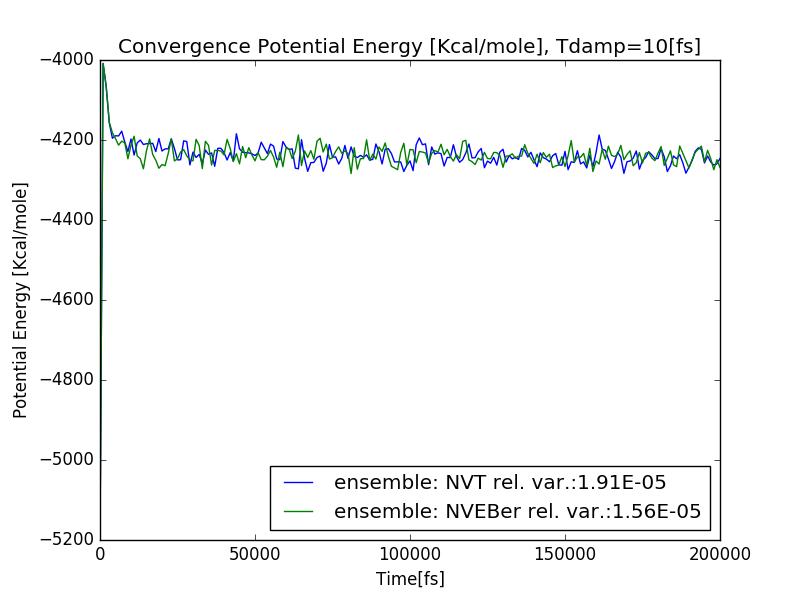 Convergence Potential Energy [Kcal/mole], Tdamp=10[fs]
Potential Energy [Kcal/mole]
−4000
−4200
−4400
−4600
−4800
−5000
−5200
ensemble: NVT rel. var.:1.91E-05
ensemble: NVEBer rel. var.:1.56E-05
0
50000
100000
150000
200000
Time[fs]